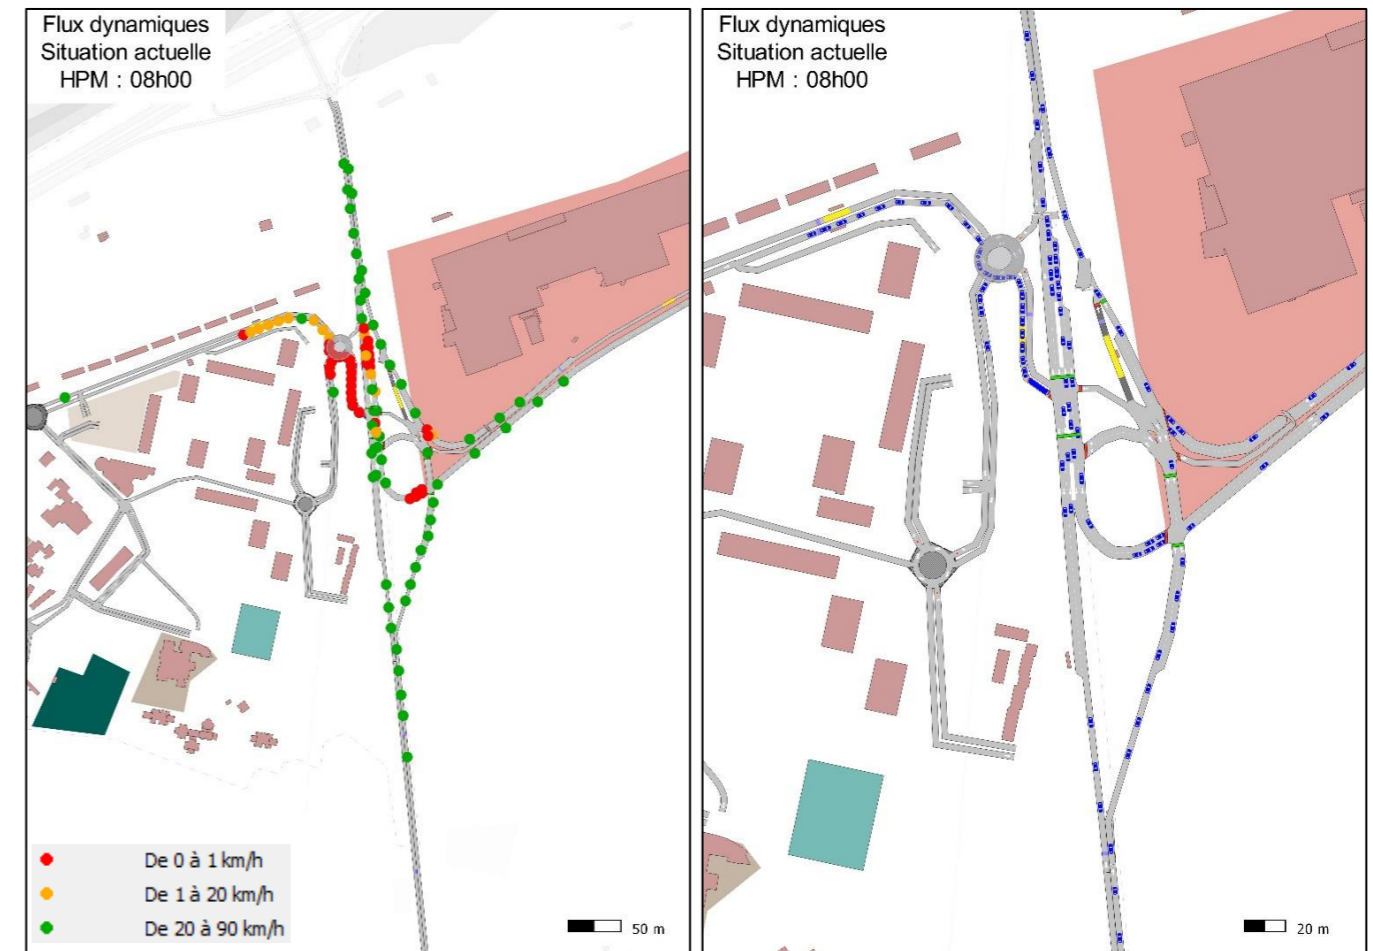 Flux dynamiques
Situation actuelle
HPM : 08h00
De 0 à 1 km/h
De 1 à 20 km/h
De 20 à 90 km/h
50 m
Flux dynamiques
Situation actuelle
HPM : 08h00
20 m